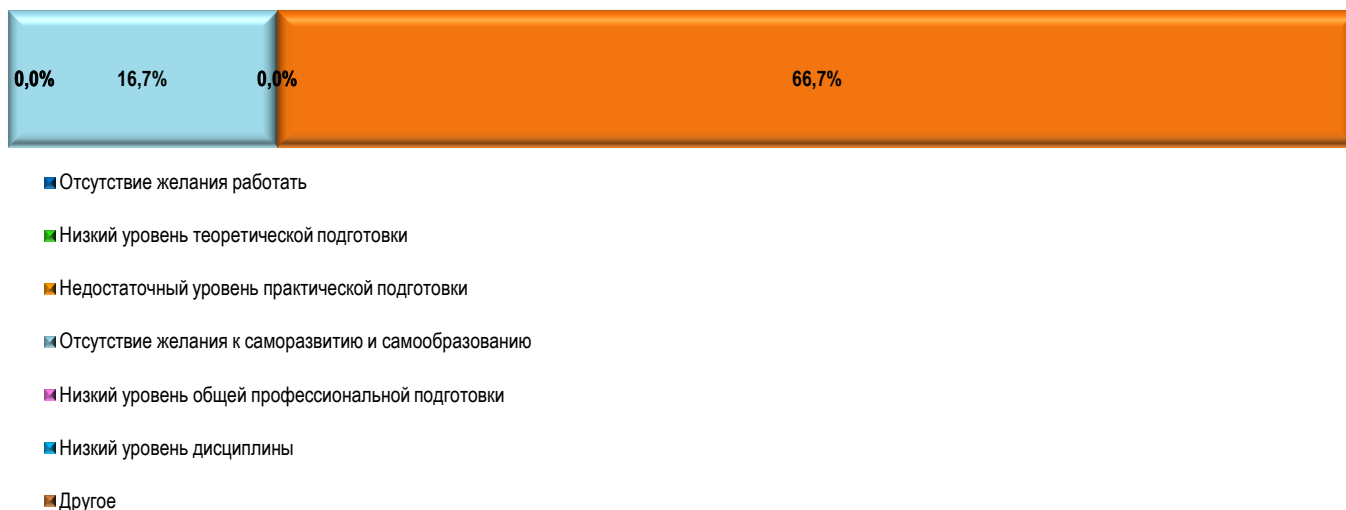 0,0% 16,7% 0,0% 66,7%
Отсутствие желания работать
Низкий уровень теоретической подготовки
Недостаточный уровень практической подготовки
Отсутствие желания к саморазвитию и самообразованию
Низкий уровень общей профессиональной подготовки
Низкий уровень дисциплины
Другое